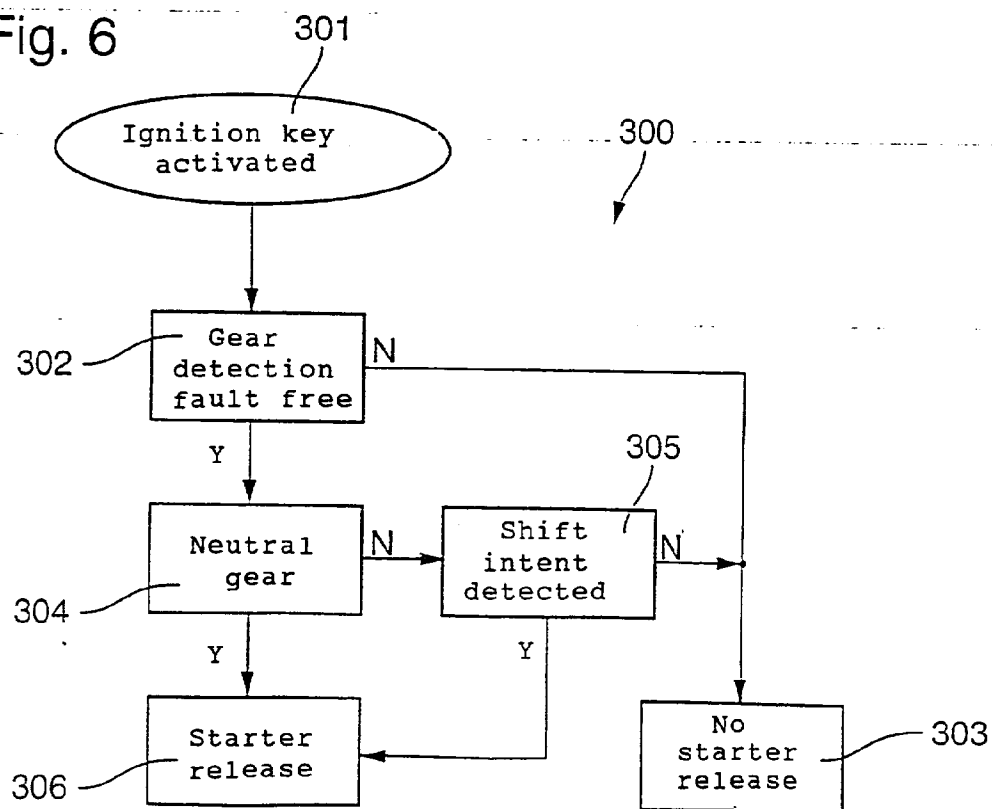 Fig. 6
301
Ignition key
activated
300
302
Gear
detection
fault free
N
Y
305
304
Neutral
gear
N
Shift
intent
detected
N
Y
Y
306
Starter
release
No
starter
release
303